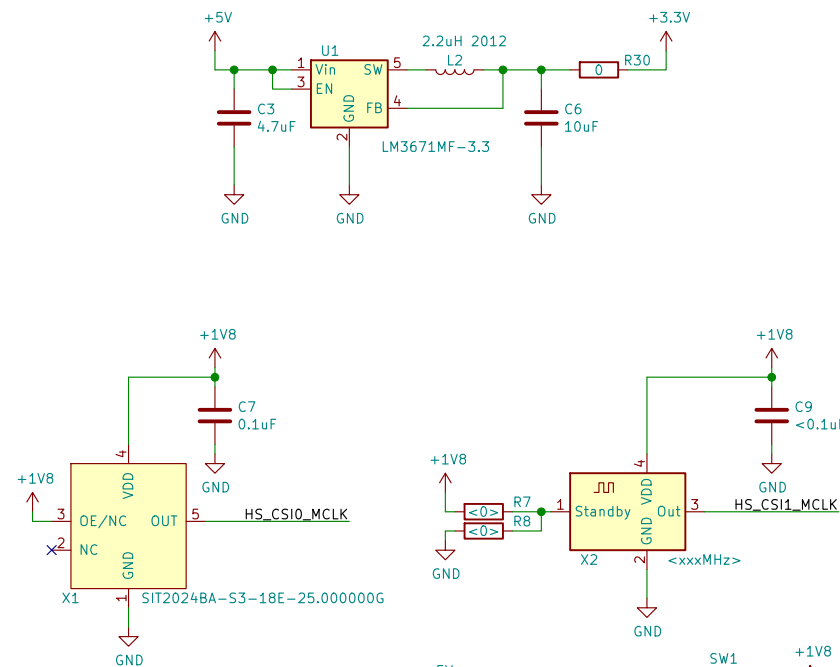 +5V
+3.3V
U1
2.2uH 2012
L2
R30
0
1
Vin
SW
5
3
EN
FB
4
GND
2
C3
4.7uF
C6
10uF
LM3671MF-3.3
GND
GND
GND
+1V8
+1V8
C7
0.1uF
C9
<0.1u
GND
GND
+1V8
+1V8
4
VDD
4
VDD
3
OE/NC
OUT
5
HS_CSI0_MCLK
2
NC
GND
1
X1
SIT2024BA-S3-18E-25.000000G
GND
R7
<0>
<0>
R8
GND
1
Standby
Out
3
HS_CSI1_MCLK
GND
2
X2
<xxxMHz>
GND
SW1
+1V8